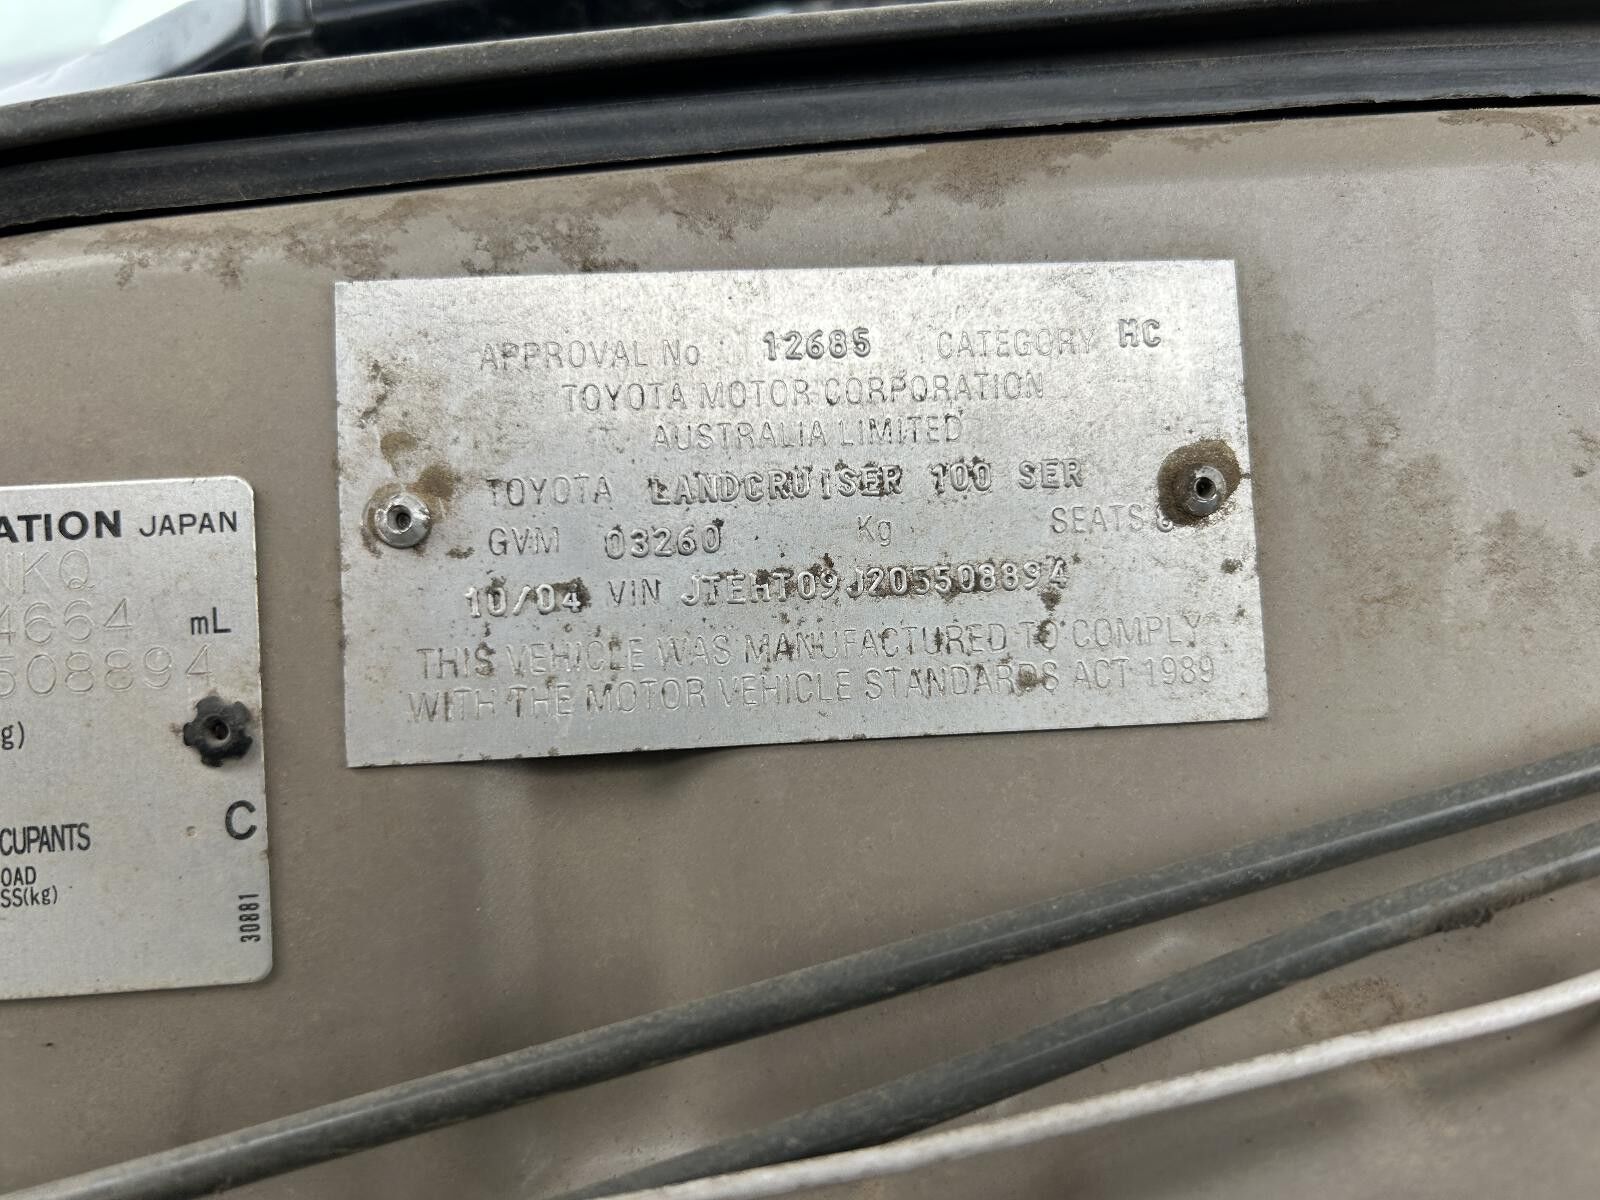 APPROVAL No 12685 CATEGORY MC
TOYOTA MOTOR CORPORATION
AUSTRALIA LIMITED
TOYOTA LANDCRUISER 100 SER
GVM 03260 Kg SEATS 8
10/04 VIN JTEHT09J205508894
THIS VEHICLE WAS MANUFACTURED TO COMPLY
WITH THE MOTOR VEHICLE STANDARDS ACT 1989
ATION JAPAN
NKQ
4664 mL
508894
g)
C
CUPANTS
OAD
SS(kg)
30881